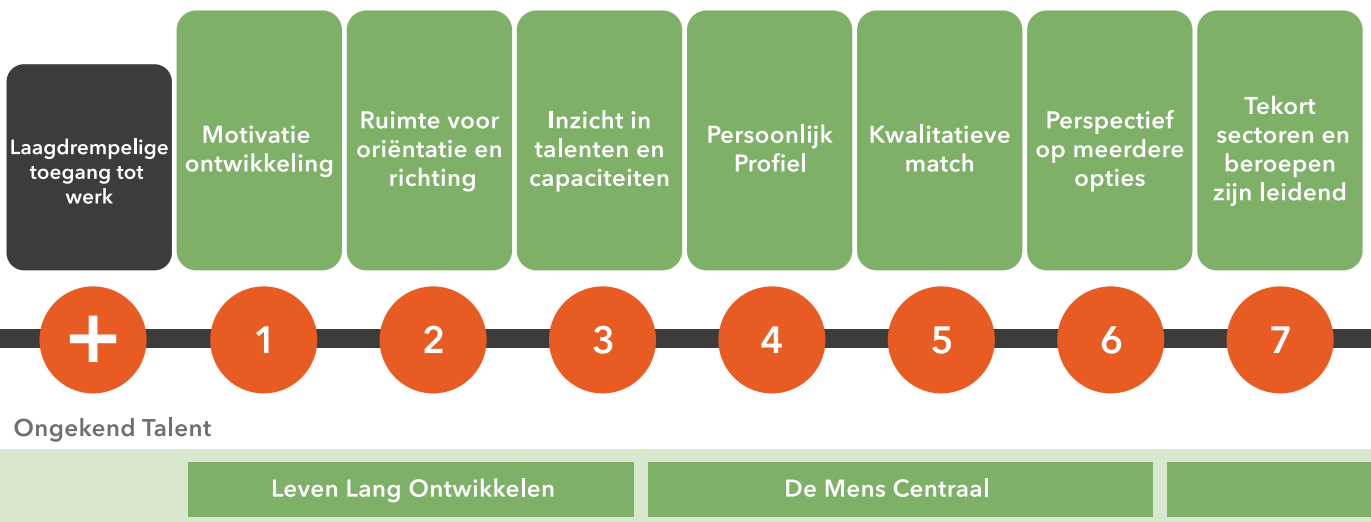 Laagdrempelige
toegang tot
werk
Motivatie
ontwikkeling
Ruimte voor
oriëntatie en
richting
Inzicht in
talenten en
capaciteiten
Persoonlijk
Profiel
Kwalitatieve
match
Perspectief
op meerdere
opties
Tekort
sectoren en
beroepen
zijn leidend
+
1
2
3
4
5
6
7
Ongekend Talent
Leven Lang Ontwikkelen
De Mens Centraal